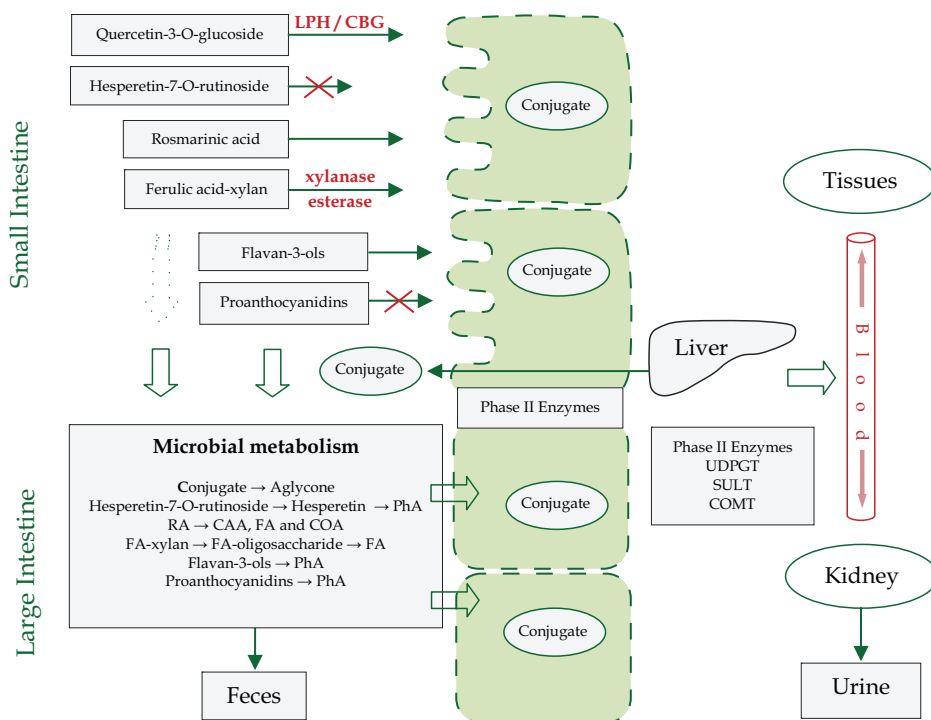 LPH / CBG
Quercetin-3-O-glucoside
Hesperetin-7-O-rutinoside
Conjugate
Rosmarinic acid
Ferulic acid-xylan
xylanase
esterase
Small Intestine
Tissues
Flavan-3-ols
Conjugate
Proanthocyanidins
Blood
Liver
Conjugate
Phase II Enzymes
Microbial metabolism
Conjugate → Aglycone
Hesperetin-7-O-rutinoside → Hesperetin → PhA
RA → CAA, FA and COA
FA-xylan → FA-oligosaccharide → FA
Flavan-3-ols → PhA
Proanthocyanidins → PhA
Conjugate
Phase II Enzymes
UDPGT
SULT
COMT
Large Intestine
Kidney
Conjugate
Feces
Urine